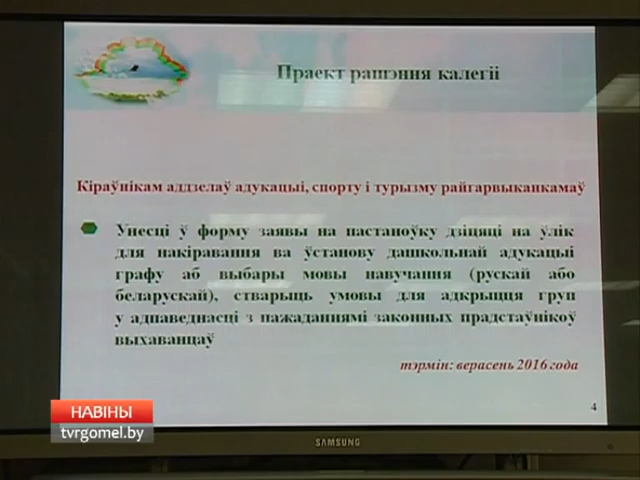 Праект рашэння калегіі
Кіраўнікам аддзелаў адукацыі, спорту і турызму райгарвыканкамаў
Унесці ў форму заявы на пастаноўку дзіцяці на ўлік
для накіравання ва ўстанову дашкольнай адукацыі
графу аб выбары мовы навучання (рускай або
беларускай), стварыць умовы для адкрыцця груп
у адпаведнасці з пажаданнямі законных прадстаўнікоў
выхаванцаў
тэрмін: верасень 2016 года
4
НАВІНЫ
tvrgomel.by
SAMSUNG